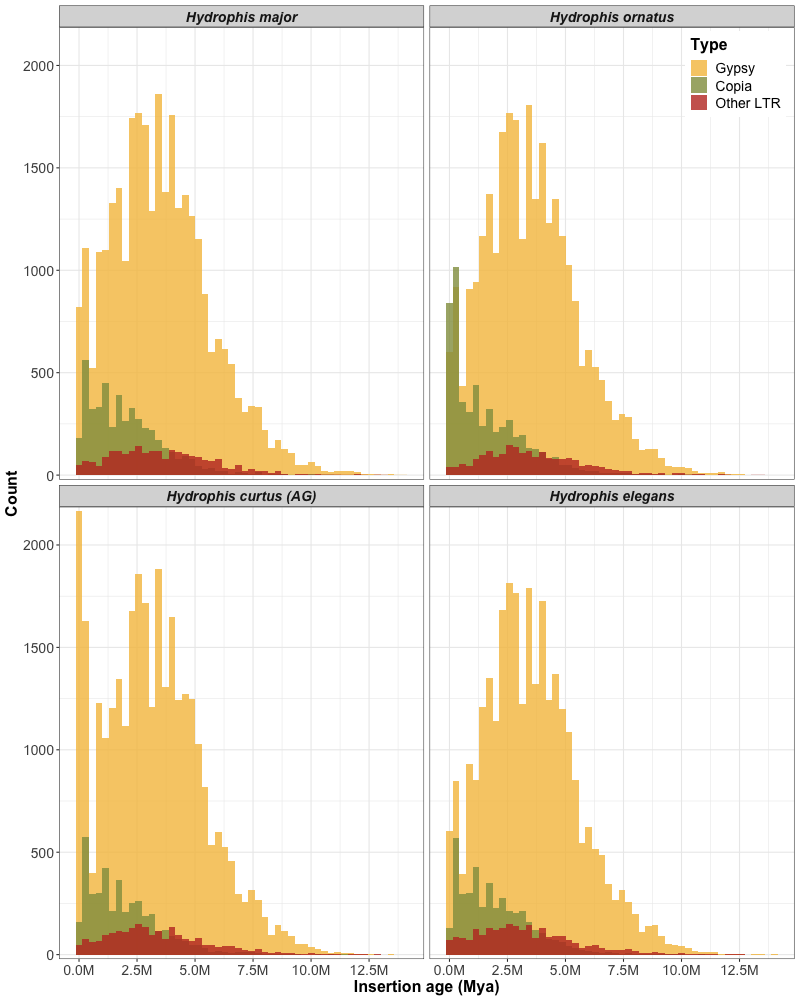 Hydrophis major
Hydrophis ornatus
Type
Gypsy
Copia
Other LTR
2000
1500
1000
500
0
Hydrophis curtus (AG)
Hydrophis elegans
2000
1500
1000
500
0
Count
0.0M 2.5M 5.0M 7.5M 10.0M 12.5M
0.0M 2.5M 5.0M 7.5M 10.0M 12.5M
Insertion age (Mya)